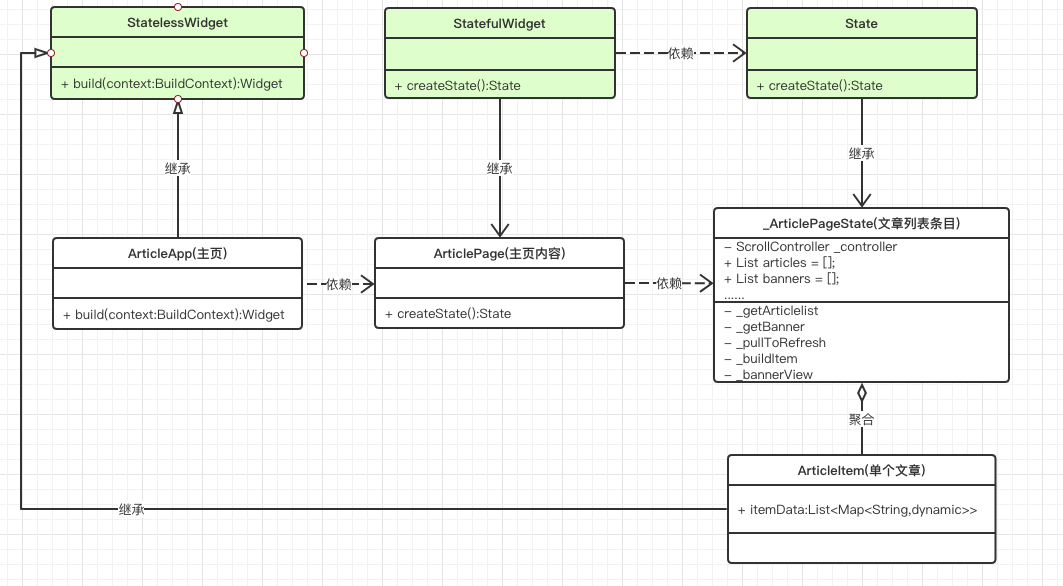 StatelessWidget
+ build(context:BuildContext):Widget
StatefulWidget
+ createState():State
依赖
State
+ createState():State
继承
继承
继承
ArticleApp(主页)
+ build(context:BuildContext):Widget
依赖
ArticlePage(主页内容)
+ createState():State
依赖
_ArticlePageState(文章列表条目)
− ScrollController _controller
+ List articles = [];
+ List banners = [];
......
− _getArticlelist
− _getBanner
− _pullToRefresh
− _buildItem
− _bannerView
聚合
ArticleItem(单个文章)
+ itemData:List<Map<String,dynamic>>
继承